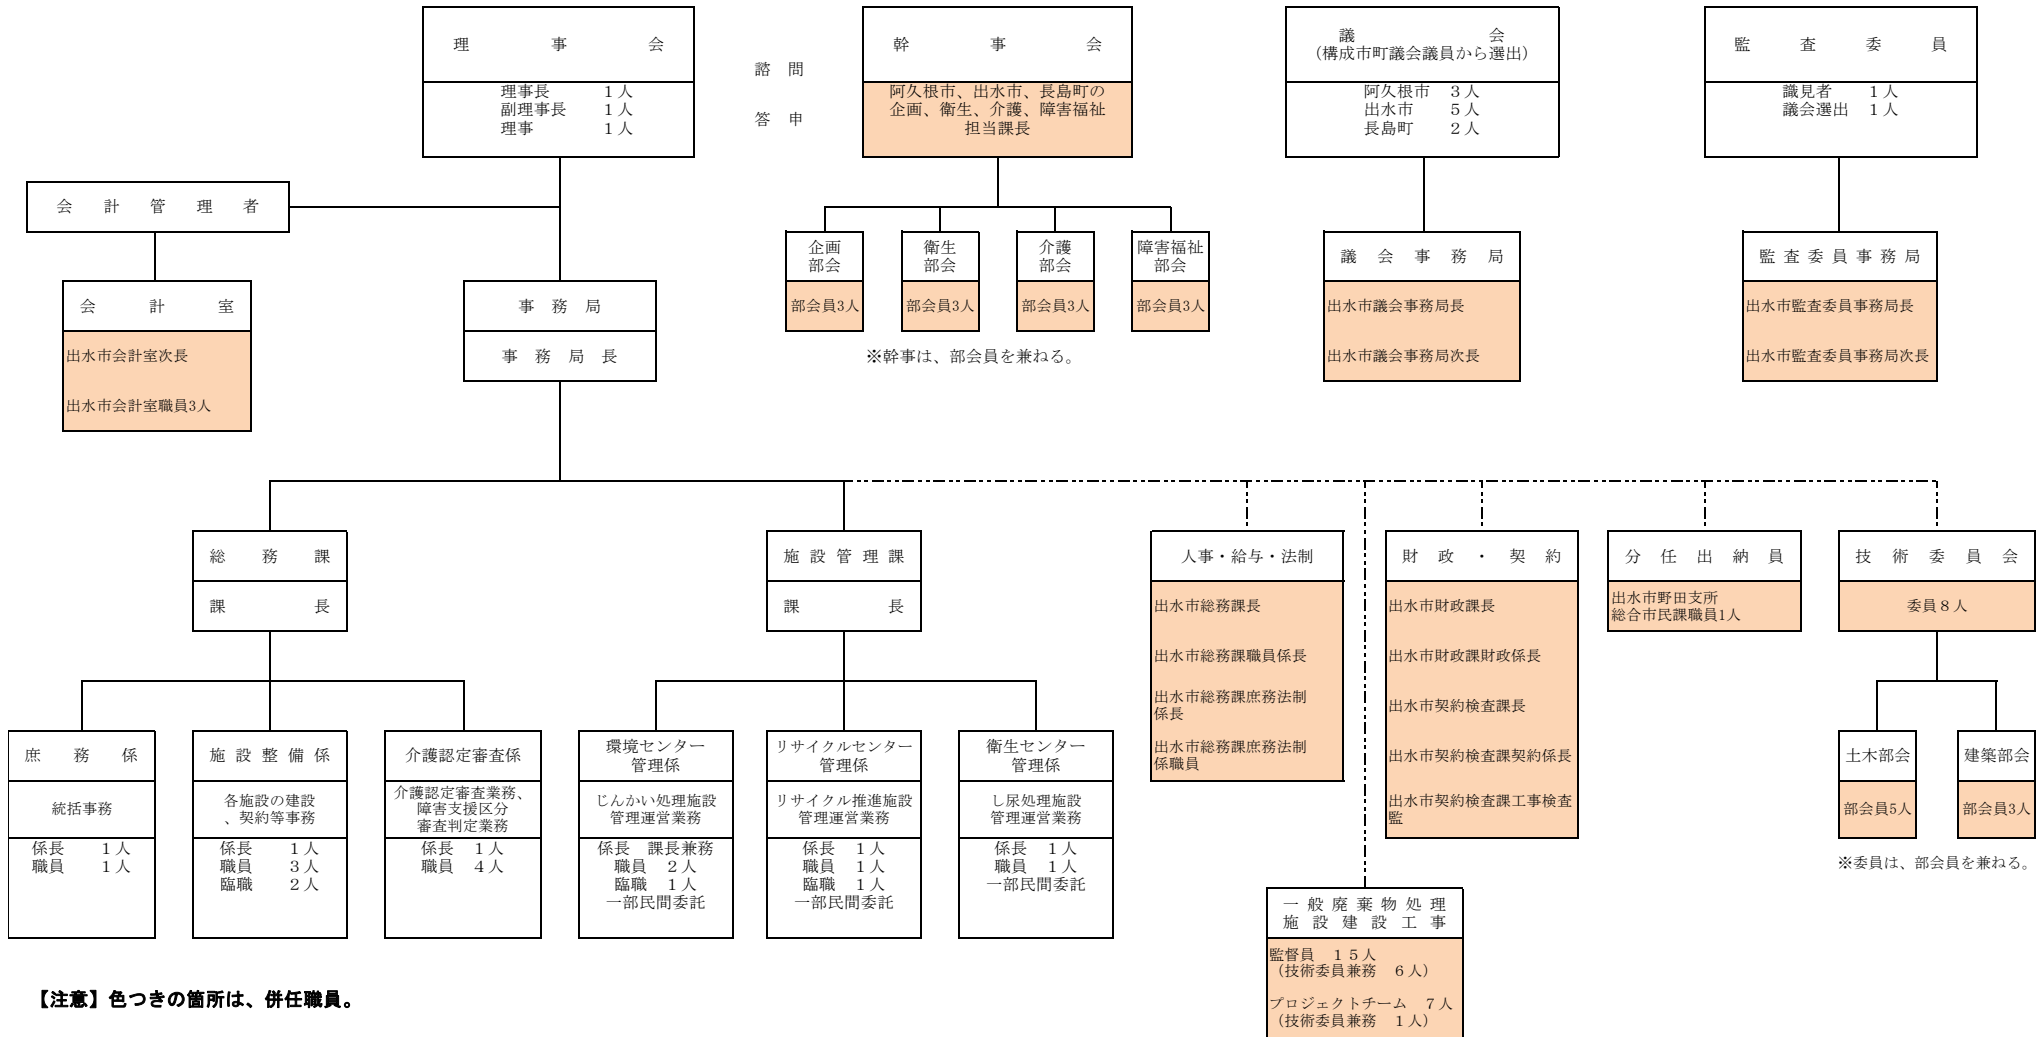 理事会
理事長　１人
副理事長　１人
理事　１人
諮問
答申
幹事会
阿久根市、出水市、長島町の
企画、衛生、介護、障害福祉
担当課長
議会
（構成市町議会議員から選出）
阿久根市　３人
出水市　５人
長島町　２人
監査委員
識見者　１人
議会選出　１人
会計管理者
会計室
出水市会計室次長
出水市会計室職員3人
事務局
事務局長
企画
部会
部会員3人
衛生
部会
部会員3人
介護
部会
部会員3人
障害福祉
部会
部会員3人
※幹事は、部会員を兼ねる。
議会事務局
出水市議会事務局長
出水市議会事務局次長
監査委員事務局
出水市監査委員事務局長
出水市監査委員事務局次長
総務課
課長
施設管理課
課長
人事・給与・法制
出水市総務課長
出水市総務課職員係長
出水市総務課庶務法制
係長
出水市総務課庶務法制
係職員
財政・契約
出水市財政課長
出水市財政課財政係長
出水市契約検査課長
出水市契約検査課契約係長
出水市契約検査課工事検査
監
分任出納員
出水市野田支所
総合市民課職員1人
技術委員会
委員８人
庶務係
統括事務
係長　１人
職員　１人
施設整備係
各施設の建設
、契約等事務
係長　１人
職員　３人
臨職　２人
介護認定審査係
介護認定審査業務、
障害支援区分
審査判定業務
係長　１人
職員　４人
環境センター
管理係
じんかい処理施設
管理運営業務
係長　課長兼務
職員　２人
臨職　１人
一部民間委託
リサイクルセンター
管理係
リサイクル推進施設
管理運営業務
係長　１人
職員　１人
臨職　１人
一部民間委託
衛生センター
管理係
し尿処理施設
管理運営業務
係長　１人
職員　１人
一部民間委託
土木部会
部会員5人
建築部会
部会員3人
※委員は、部会員を兼ねる。
一般廃棄物処理
施設建設工事
監督員　１５人
（技術委員兼務　６人）
プロジェクトチーム　７人
（技術委員兼務　１人）
【注意】色つきの箇所は、併任職員。